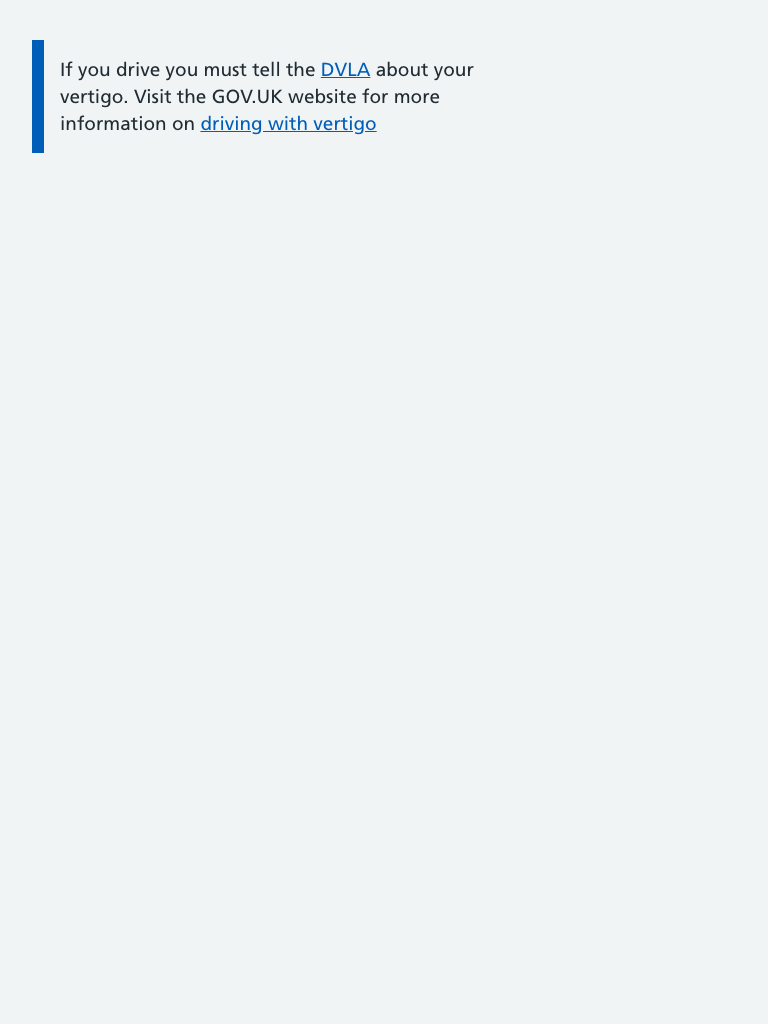 If you drive you must tell the DVLA about your
vertigo. Visit the GOV.UK website for more
information on driving with vertigo